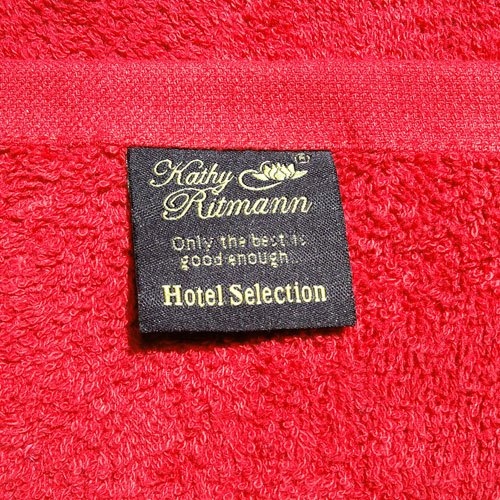 Kathy ®
Ritmann
Only the best is
good enough...
Hotel Selection